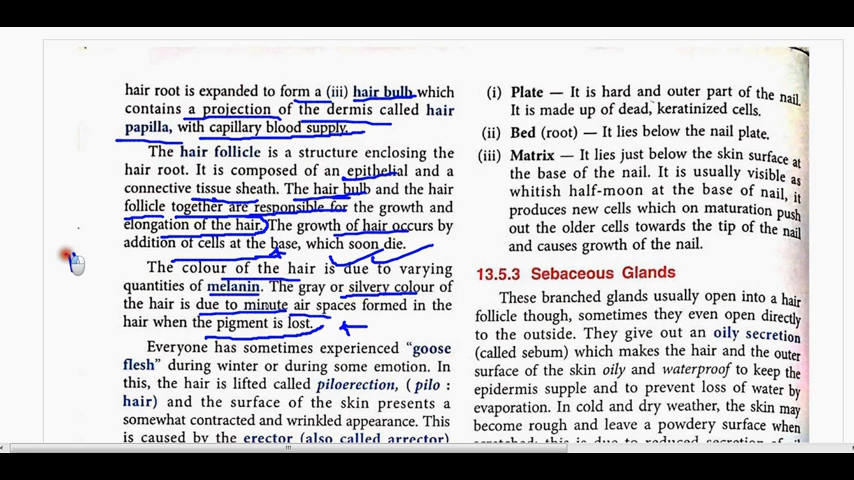 hair root is expanded to form a (iii) hair bulb which
contains a projection of the dermis called hair
papilla, with capillary blood supply.
The hair follicle is a structure enclosing the
hair root. It is composed of an epithelial and a
connective tissue sheath. The hair bulb and the hair
follicle together are responsible for the growth and
elongation of the hair. The growth of hair occurs by
addition of cells at the base, which soon die.
The colour of the hair is due to varying
quantities of melanin. The gray or silvery colour of
the hair is due to minute air spaces formed in the
hair when the pigment is lost.
Everyone has sometimes experienced “goose
flesh” during winter or during some emotion. In
this, the hair is lifted called piloerection, ( pilo :
hair) and the surface of the skin presents a
somewhat contracted and wrinkled appearance. This
is caused by the erector (also called arrector)
(i) Plate — It is hard and outer part of the nail.
It is made up of dead, keratinized cells.
(ii) Bed (root) — It lies below the nail plate.
(iii) Matrix — It lies just below the skin surface at
the base of the nail. It is usually visible as
whitish half-moon at the base of nail, it
produces new cells which on maturation push
out the older cells towards the tip of the nail
and causes growth of the nail.
13.5.3 Sebaceous Glands
These branched glands usually open into a hair
follicle though, sometimes they even open directly
to the outside. They give out an oily secretion
(called sebum) which makes the hair and the outer
surface of the skin oily and waterproof to keep the
epidermis supple and to prevent loss of water by
evaporation. In cold and dry weather, the skin may
become rough and leave a powdery surface when
scratched; this is due to reduced secretion of